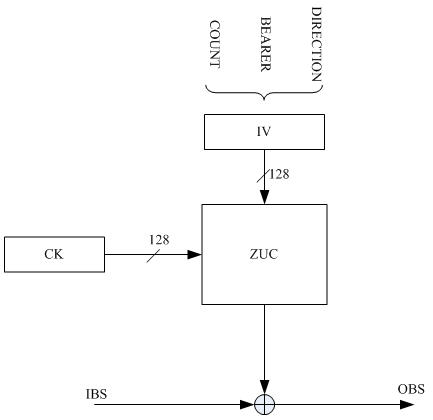 COUNT
BEARER
DIRECTION
IV
128
128
CK
ZUC
IBS
OBS